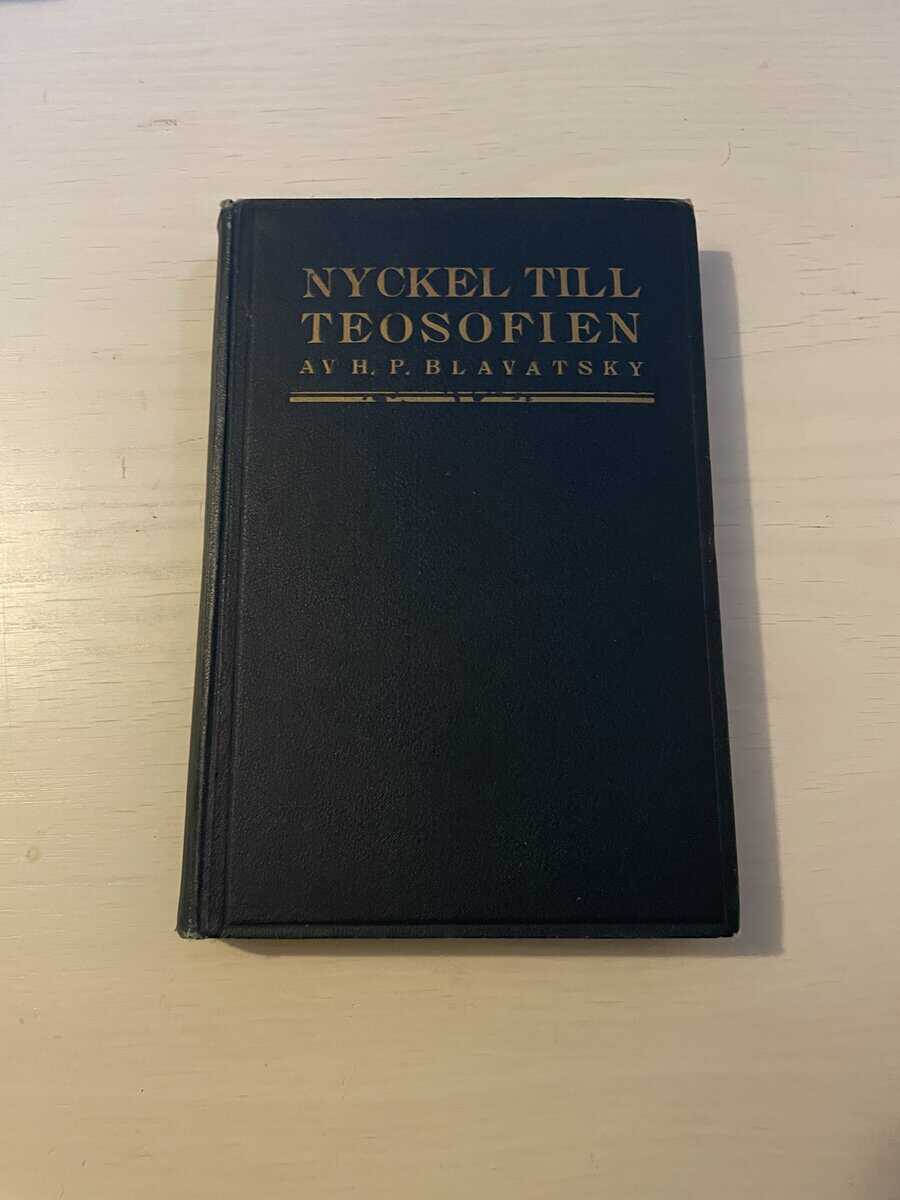 NYCKEL TILL
TEOSOFIEN
AV H. P. BLAVATSKY